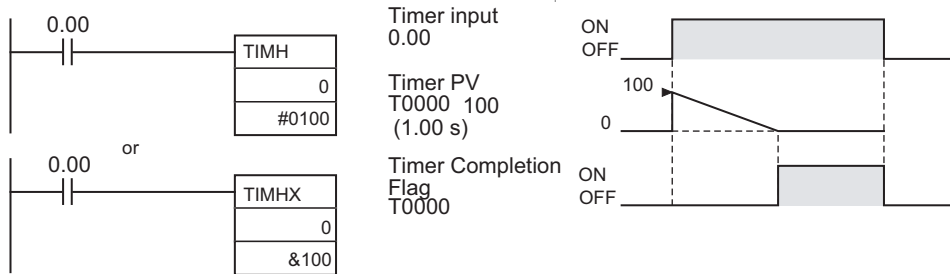 0.00
TIMH
0
#0100
or
0.00
TIMHX
0
&100
Timer input
0.00
ON
OFF
Timer PV
T0000 100
(1.00 s)
100
0
Timer Completion
Flag
T0000
ON
OFF